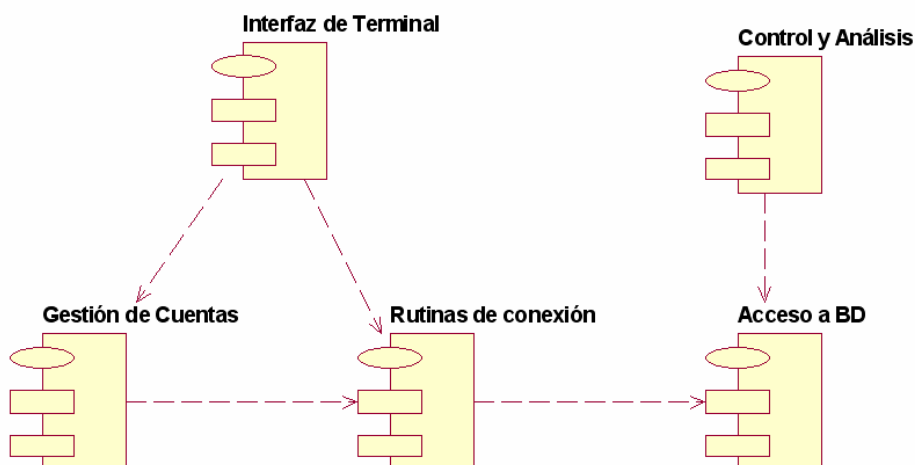 Interfaz de Terminal
Control y Análisis
Gestión de Cuentas
Rutinas de conexión
Acceso a BD